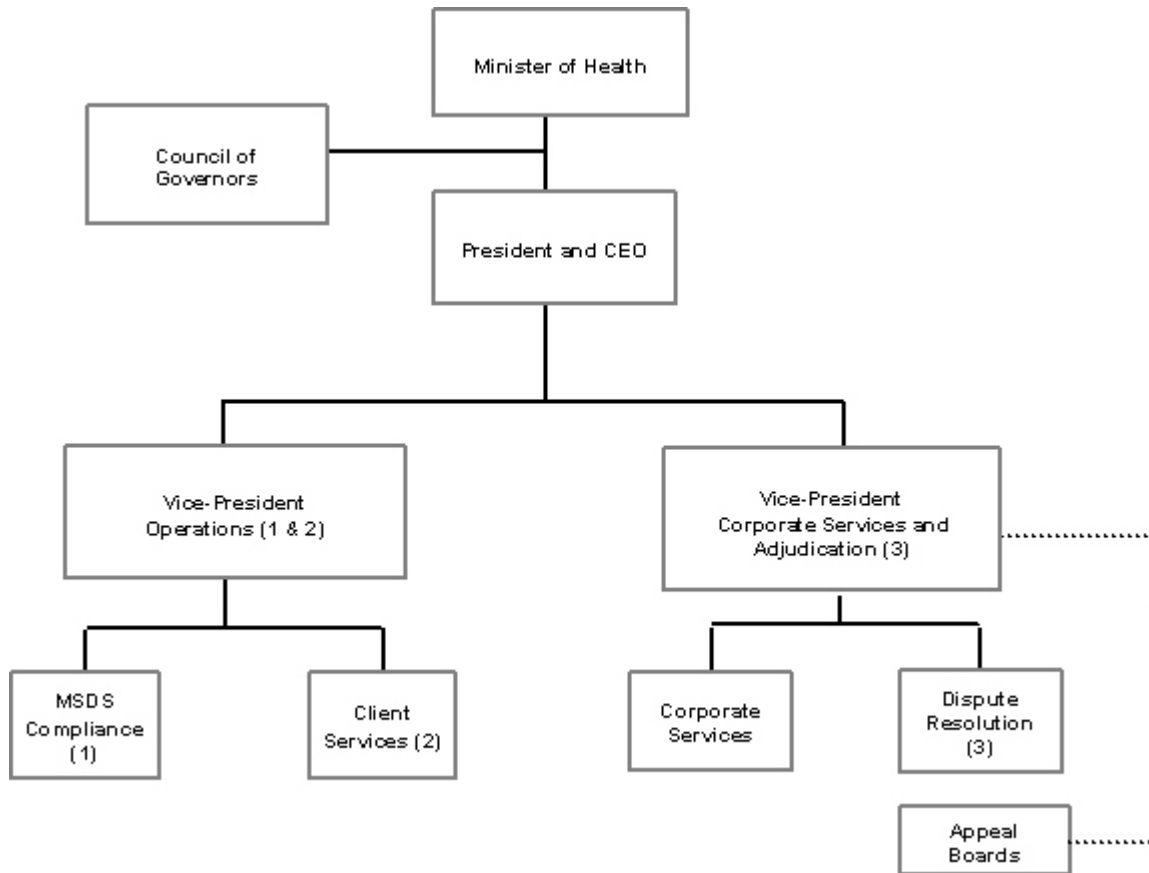 Minister of Health
Council of
Governors
President and CEO
Vice-President
Operations (1 & 2)
Vice-President
Corporate Services and
Adjudication (3)
MSDS
Compliance
(1)
Client
Services (2)
Corporate
Services
Dispute
Resolution
(3)
Appeal
Boards